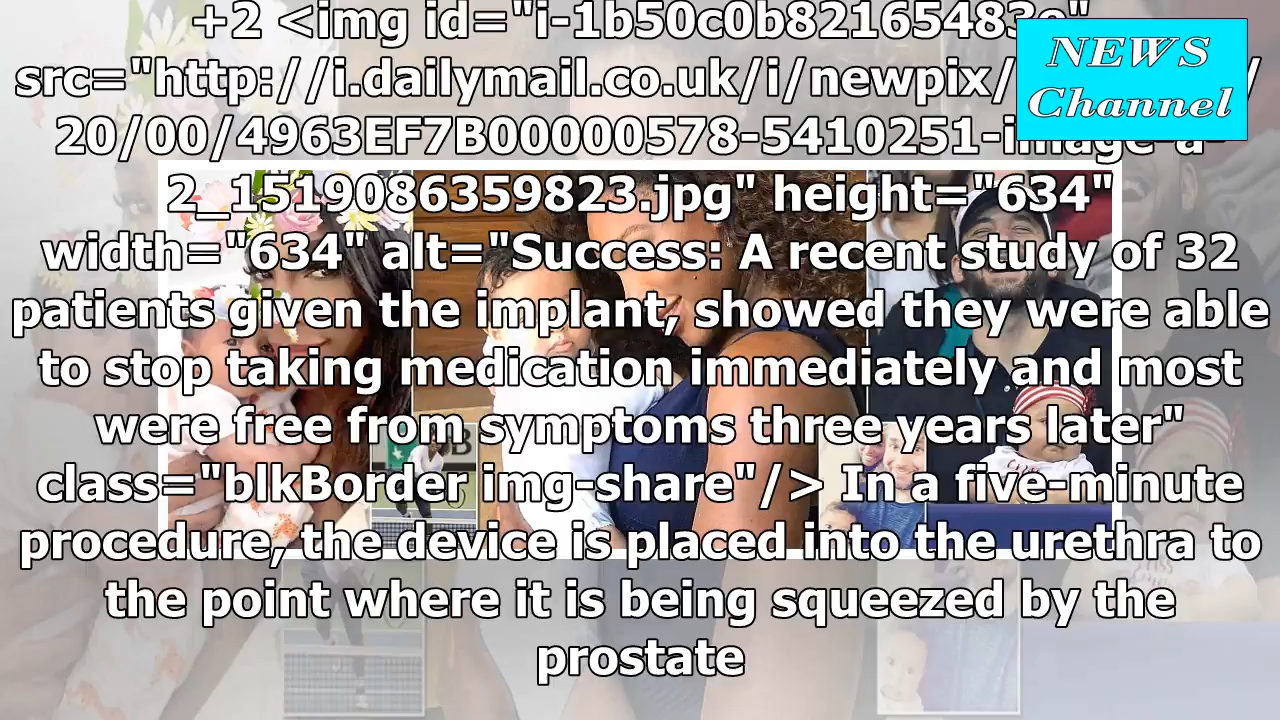 +2 <img id="i-1b50c0b82165483e"
NEWS
Channel
src="http://i.dailymail.co.uk/i/newpix/
20/00/4963EF7B00000578-5410251-image-a-
2_1519086359823.jpg" height="634"
width="634" alt="Success: A recent study of 32
patients given the implant, showed they were able
to stop taking medication immediately and most
were free from symptoms three years later"
class="blkBorder img-share"/> In a five-minute
procedure, the device is placed into the urethra to
the point where it is being squeezed by the
prostate